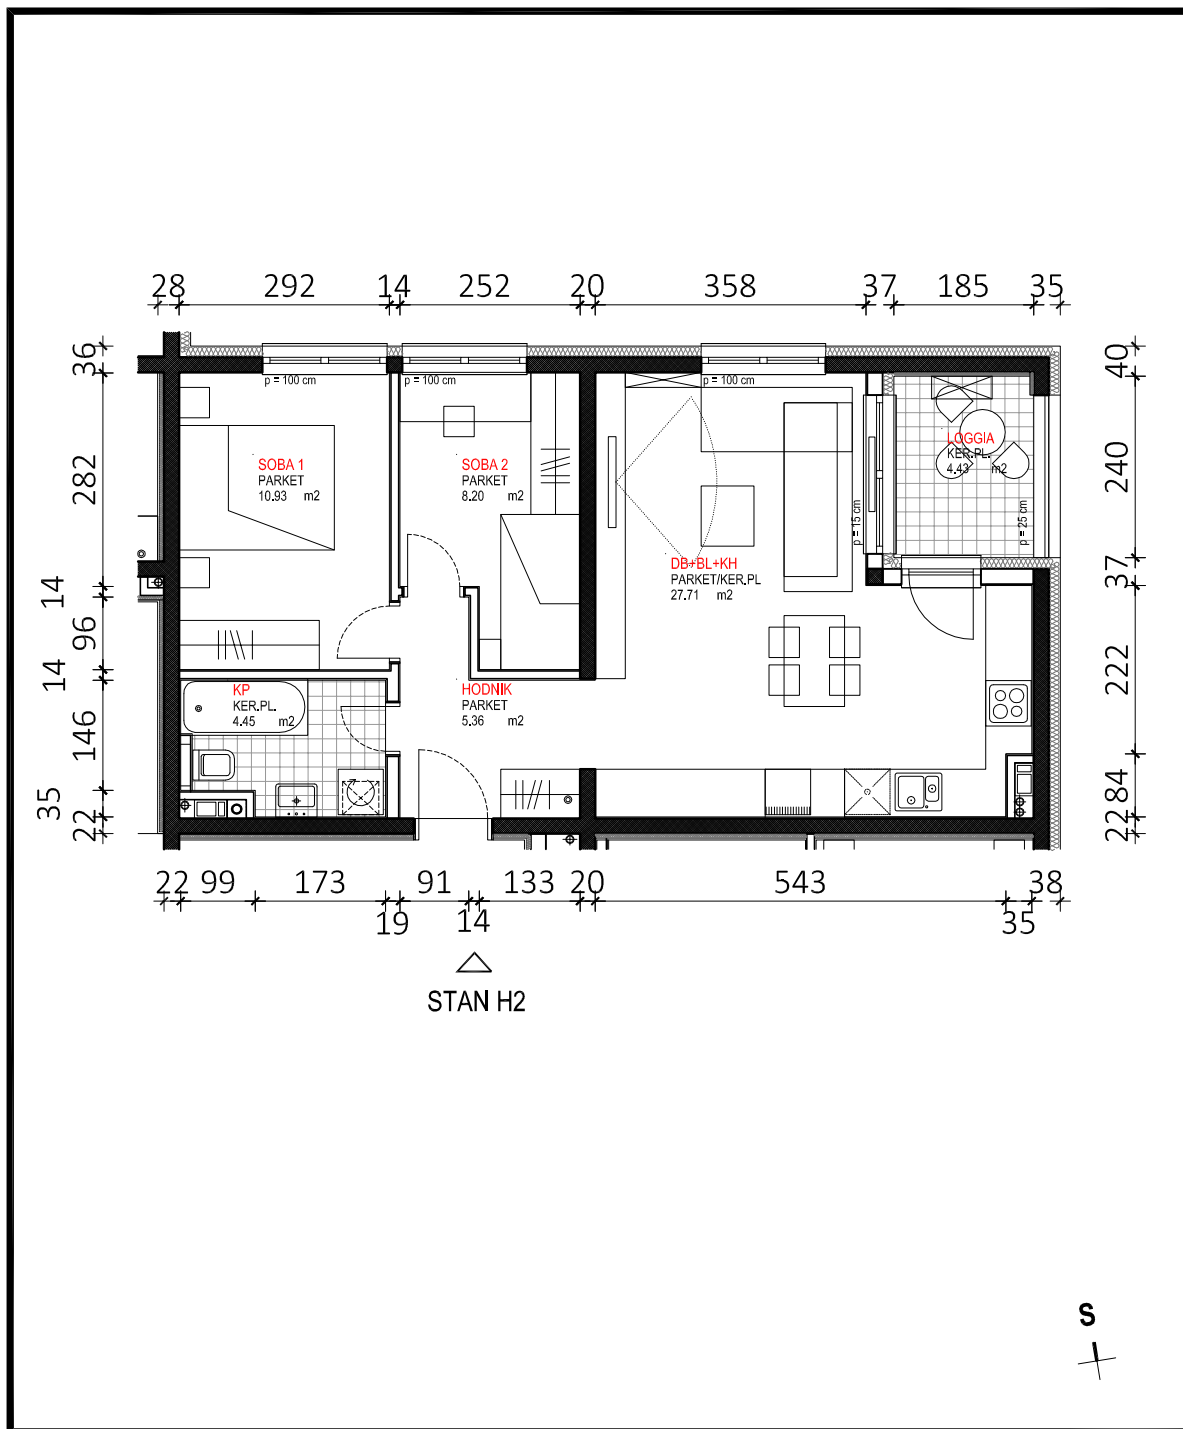 28 292 14 252 20 358 37 185 35
36
282
14
96
14
146
35
22
40
240
37
222
84
22
p = 100 cm
p = 100 cm
p = 100 cm
SOBA 1
PARKET
10.93 m2
SOBA 2
PARKET
8.20 m2
LOGGIA
KER.PL.
4.43 m2
p = 15 cm
p = 25 cm
DB+BL+KH
PARKET/KER.PL
27.71 m2
KP
KER.PL.
4.45 m2
HODNIK
PARKET
5.36 m2
22 99 173 91 133 20 543 38
19 14 35
STAN H2
S